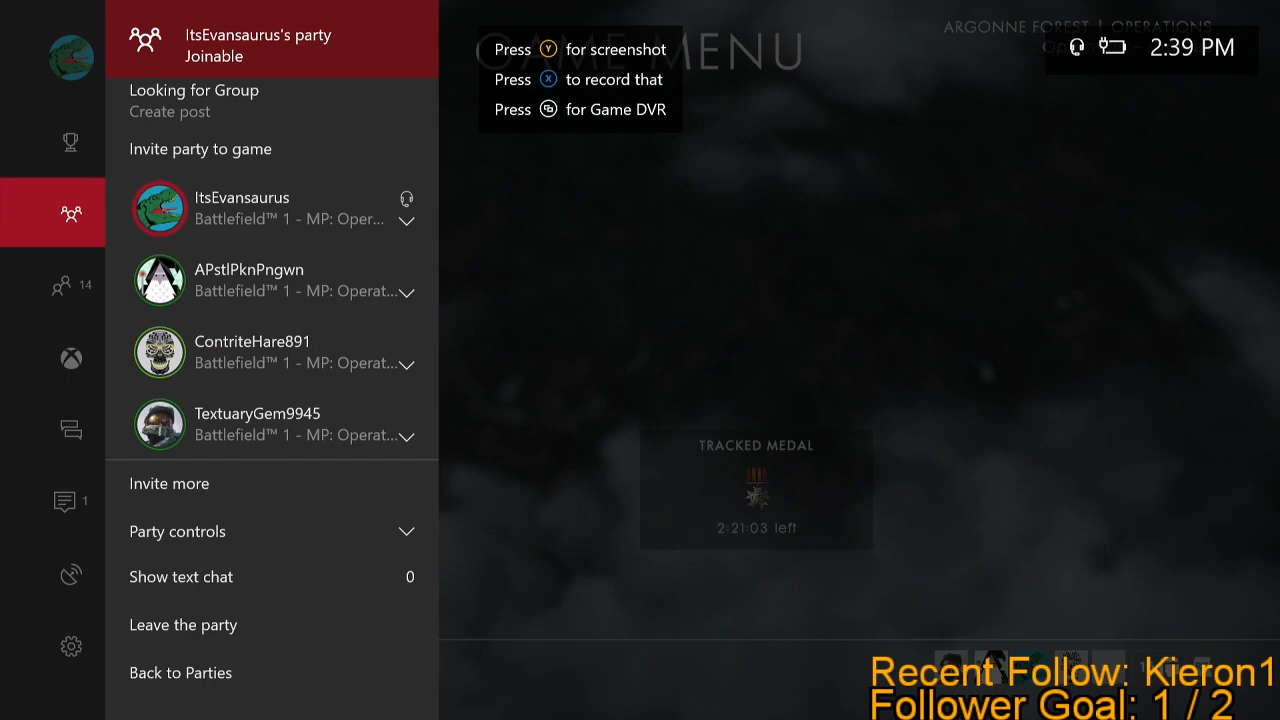 ItsEvansaurus's party
Joinable
Looking for Group
Create post
Invite party to game
ItsEvansaurus
Battlefield™ 1 - MP: Oper...
APstlPknPngwn
Battlefield™ 1 - MP: Operat...
ContriteHare891
Battlefield™ 1 - MP: Operat...
TextuaryGem9945
Battlefield™ 1 - MP: Operat...
Invite more
Party controls
Show text chat 0
Leave the party
Back to Parties
14
1
GAME MENU
Press Y for screenshot
Press X to record that
Press for Game DVR
ARGONNE FOREST | OPERATIONS
2:39 PM
TRACKED MEDAL
2:21:03 left
Recent Follow: Kieron1
Follower Goal: 1 / 2